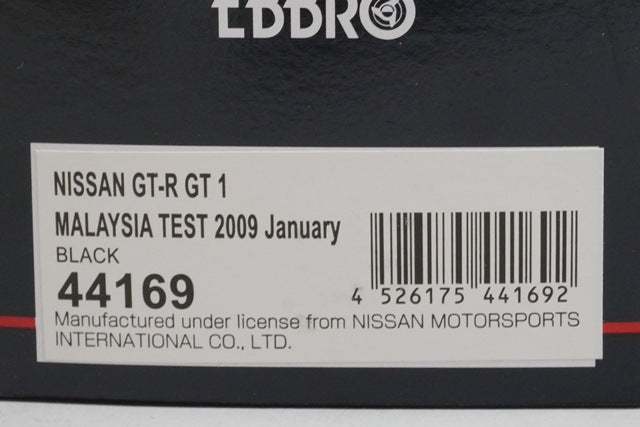 EBBRO
NISSAN GT-R GT 1
MALAYSIA TEST 2009 January
BLACK
44169
4 526175 441692
Manufactured under license from NISSAN MOTORSPORTS
INTERNATIONAL CO., LTD.